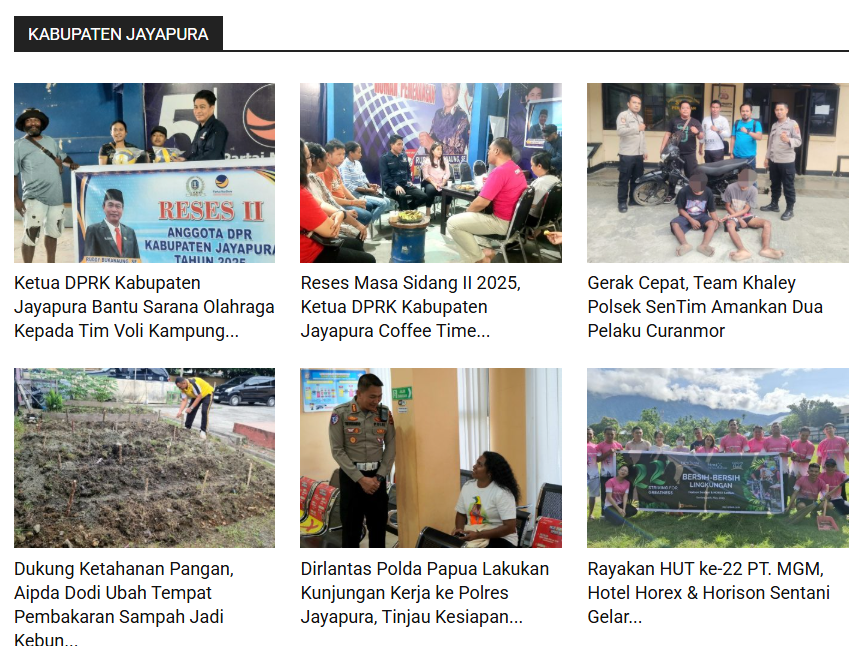 KABUPATEN JAYAPURA
RESES II
ANGGOTA DPR
KABUPATEN JAYAPURA
TAHUN 2025
Ketua DPRK Kabupaten
Jayapura Bantu Sarana Olahraga
Kepada Tim Voli Kampung...
Reses Masa Sidang II 2025,
Ketua DPRK Kabupaten
Jayapura Coffee Time...
Gerak Cepat, Team Khaley
Polsek SenTim Amankan Dua
Pelaku Curanmor
22
STRIVING FOR
GREATNESS
BERSIH-BERSIH
LINGKUNGAN
Dukung Ketahanan Pangan,
Aipda Dodi Ubah Tempat
Pembakaran Sampah Jadi
Kebun...
Dirlantas Polda Papua Lakukan
Kunjungan Kerja ke Polres
Jayapura, Tinjau Kesiapan...
Rayakan HUT ke-22 PT. MGM,
Hotel Horex & Horison Sentani
Gelar...